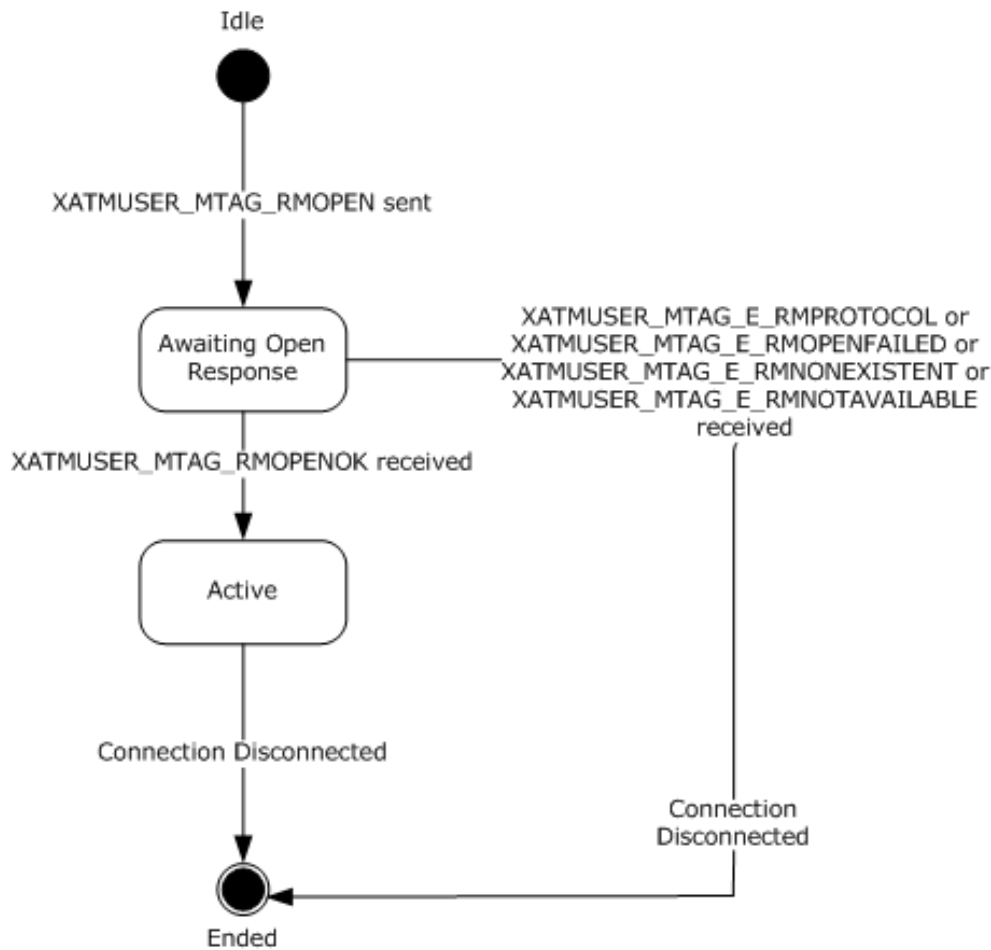 Idle
XATMUSER_MTAG_RMOPEN sent
Awaiting Open
Response
XATMUSER_MTAG_E_RMPROTOCOL or
XATMUSER_MTAG_E_RMOPENFAILED or
XATMUSER_MTAG_E_RMNONEXISTENT or
XATMUSER_MTAG_E_RMNOTAVAILABLE
received
XATMUSER_MTAG_RMOPENOK received
Active
Connection Disconnected
Connection
Disconnected
Ended